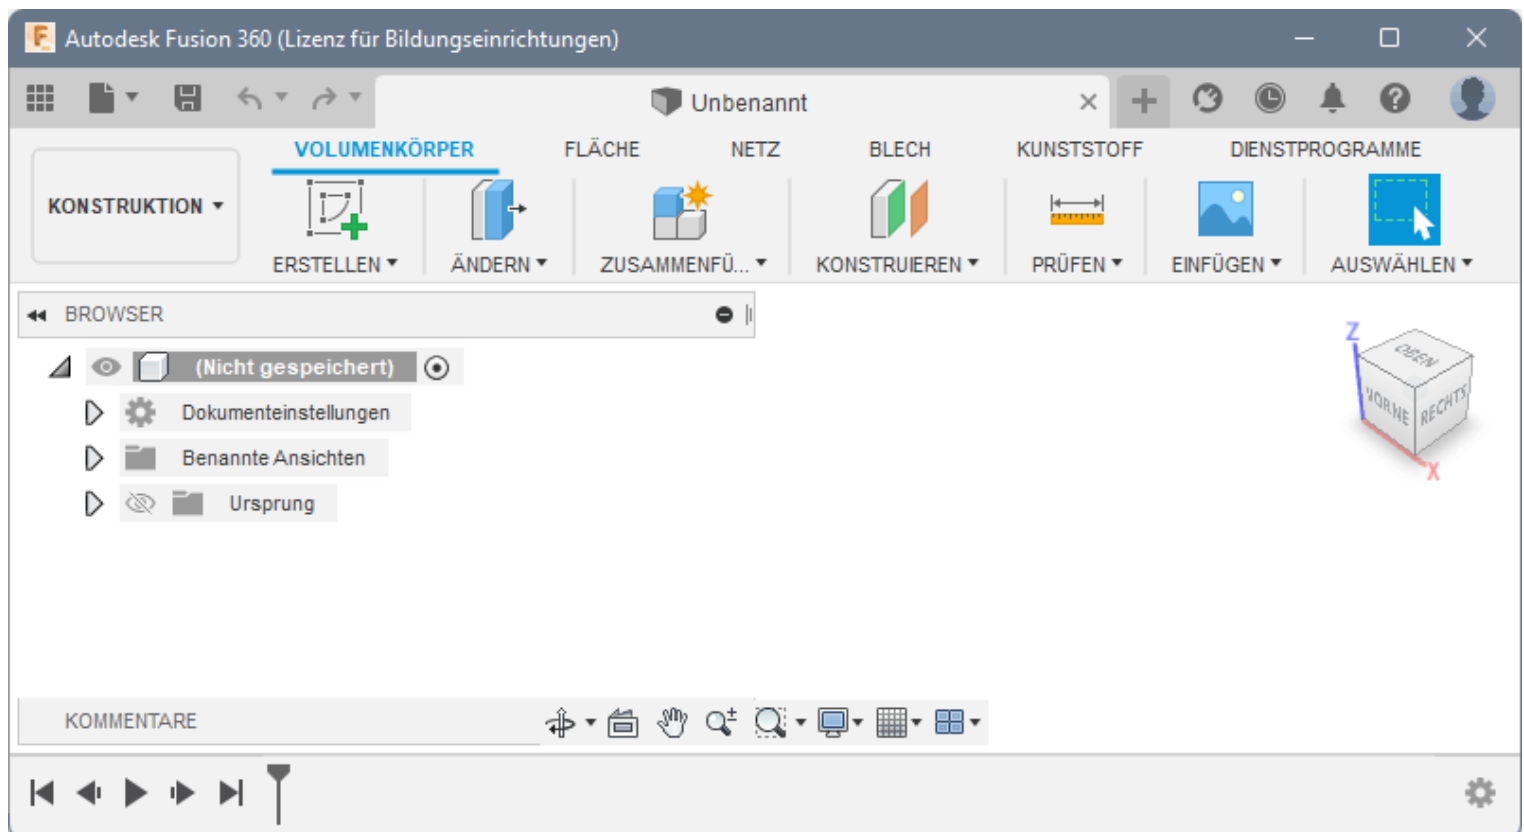 Autodesk Fusion 360 (Lizenz für Bildungseinrichtungen)
Unbenannt
VOLUMENKÖRPER FLÄCHE NETZ BLECH KUNSTSTOFF DIENSTPROGRAMME
KONSTRUKTION
ERSTELLEN ÄNDERN ZUSAMMENFÜ... KONSTRUIEREN PRÜFEN EINFÜGEN AUSWÄHLEN
BROWSER
(Nicht gespeichert)
Dokumenteinstellungen
Benannte Ansichten
Ursprung
Z
OBEN
VORNE RECHTS
X
KOMMENTARE